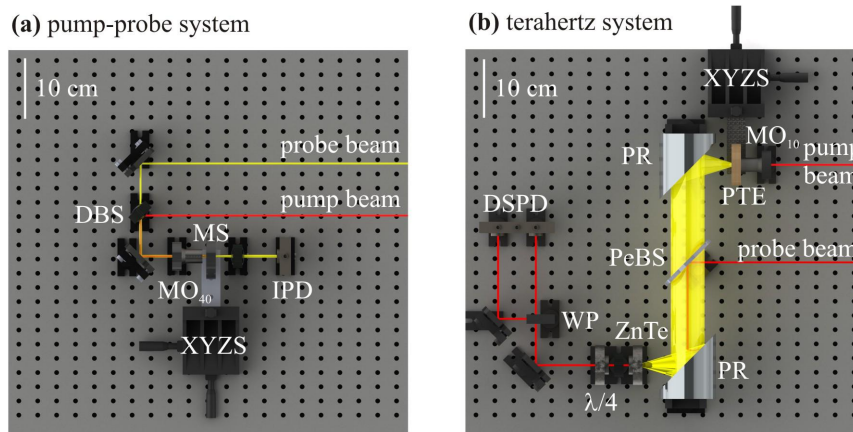 (a) pump-probe system
10 cm
probe beam
pump beam
DBS
MS
MO₄₀
IPD
XYZS
(b) terahertz system
10 cm
XYZS
MO₁₀ pump
beam
PR
PTE
DSPD
PeBS
probe beam
WP
ZnTe
PR
λ/4